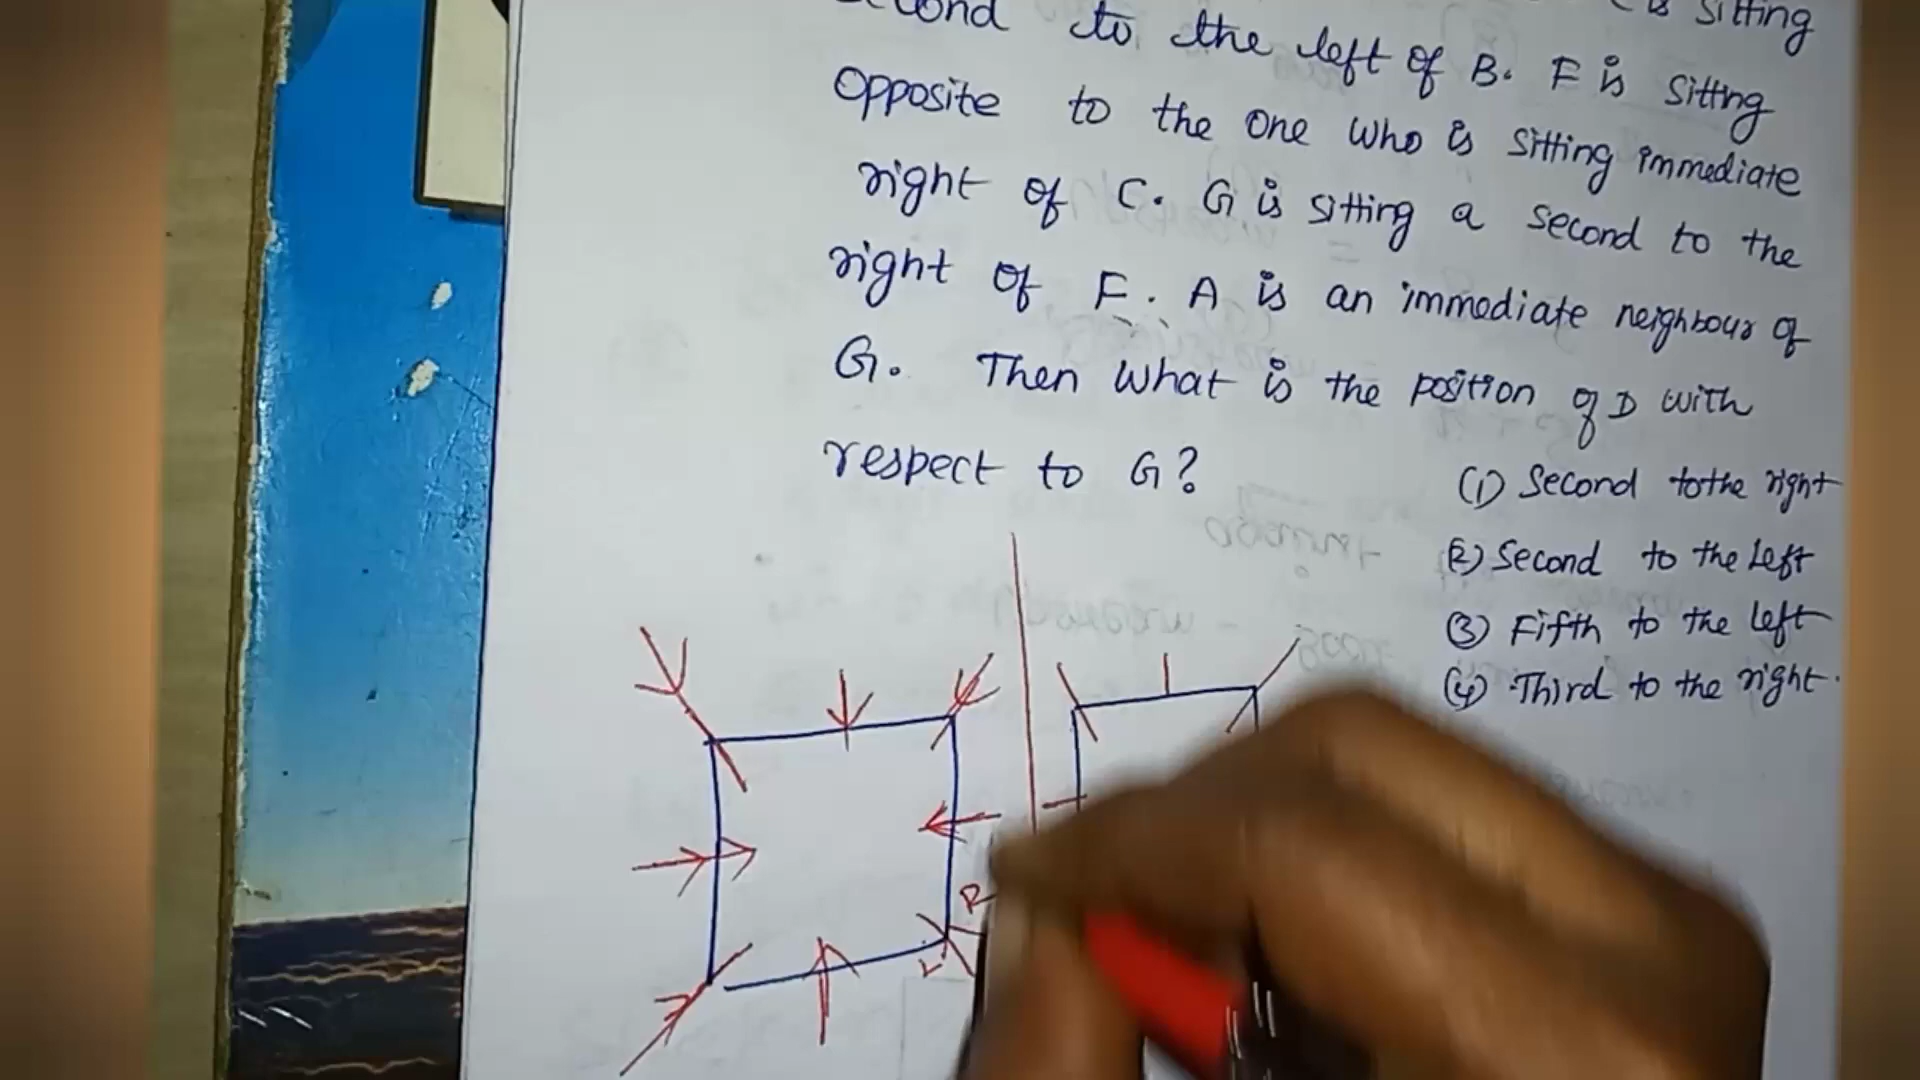 is sitting
second to the left of B. F is sitting
opposite to the one who is sitting immediate
right of C. G is sitting a second to the
right of F. A is an immediate neighbour of
G. Then what is the position of D with
respect to G?
(1) Second to the right
(2) Second to the left
(3) Fifth to the left
(4) Third to the right.
R
L